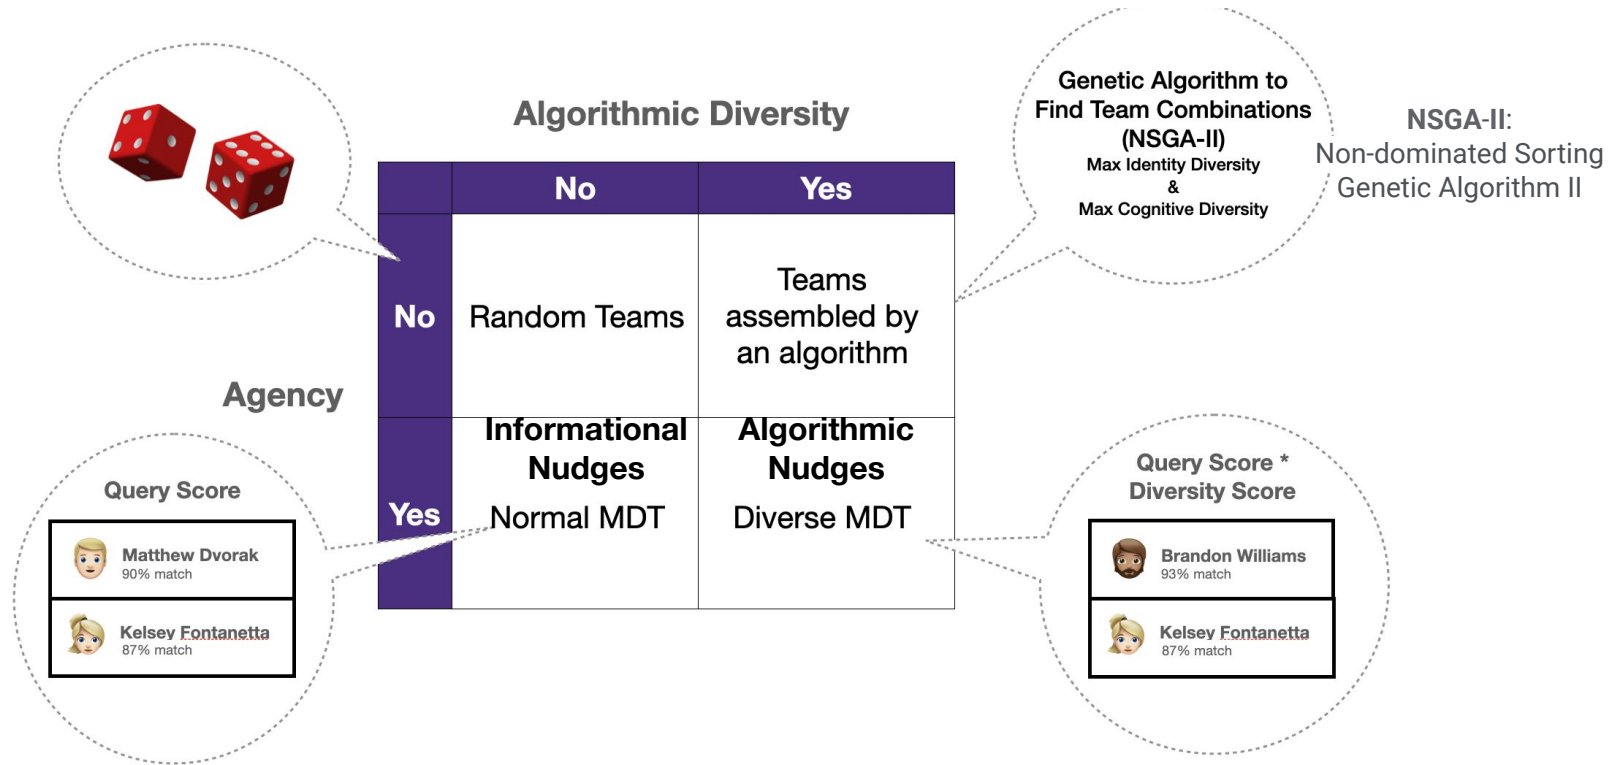 Algorithmic Diversity
Genetic Algorithm to
Find Team Combinations
(NSGA-II)
Max Identity Diversity
&
Max Cognitive Diversity
NSGA-II:
Non-dominated Sorting
Genetic Algorithm II
No
Yes
No
Random Teams
Teams
assembled by
an algorithm
Agency
Yes
Informational
Nudges
Normal MDT
Algorithmic
Nudges
Diverse MDT
Query Score
Matthew Dvorak
90% match
Kelsey Fontanetta
87% match
Query Score *
Diversity Score
Brandon Williams
93% match
Kelsey Fontanetta
87% match